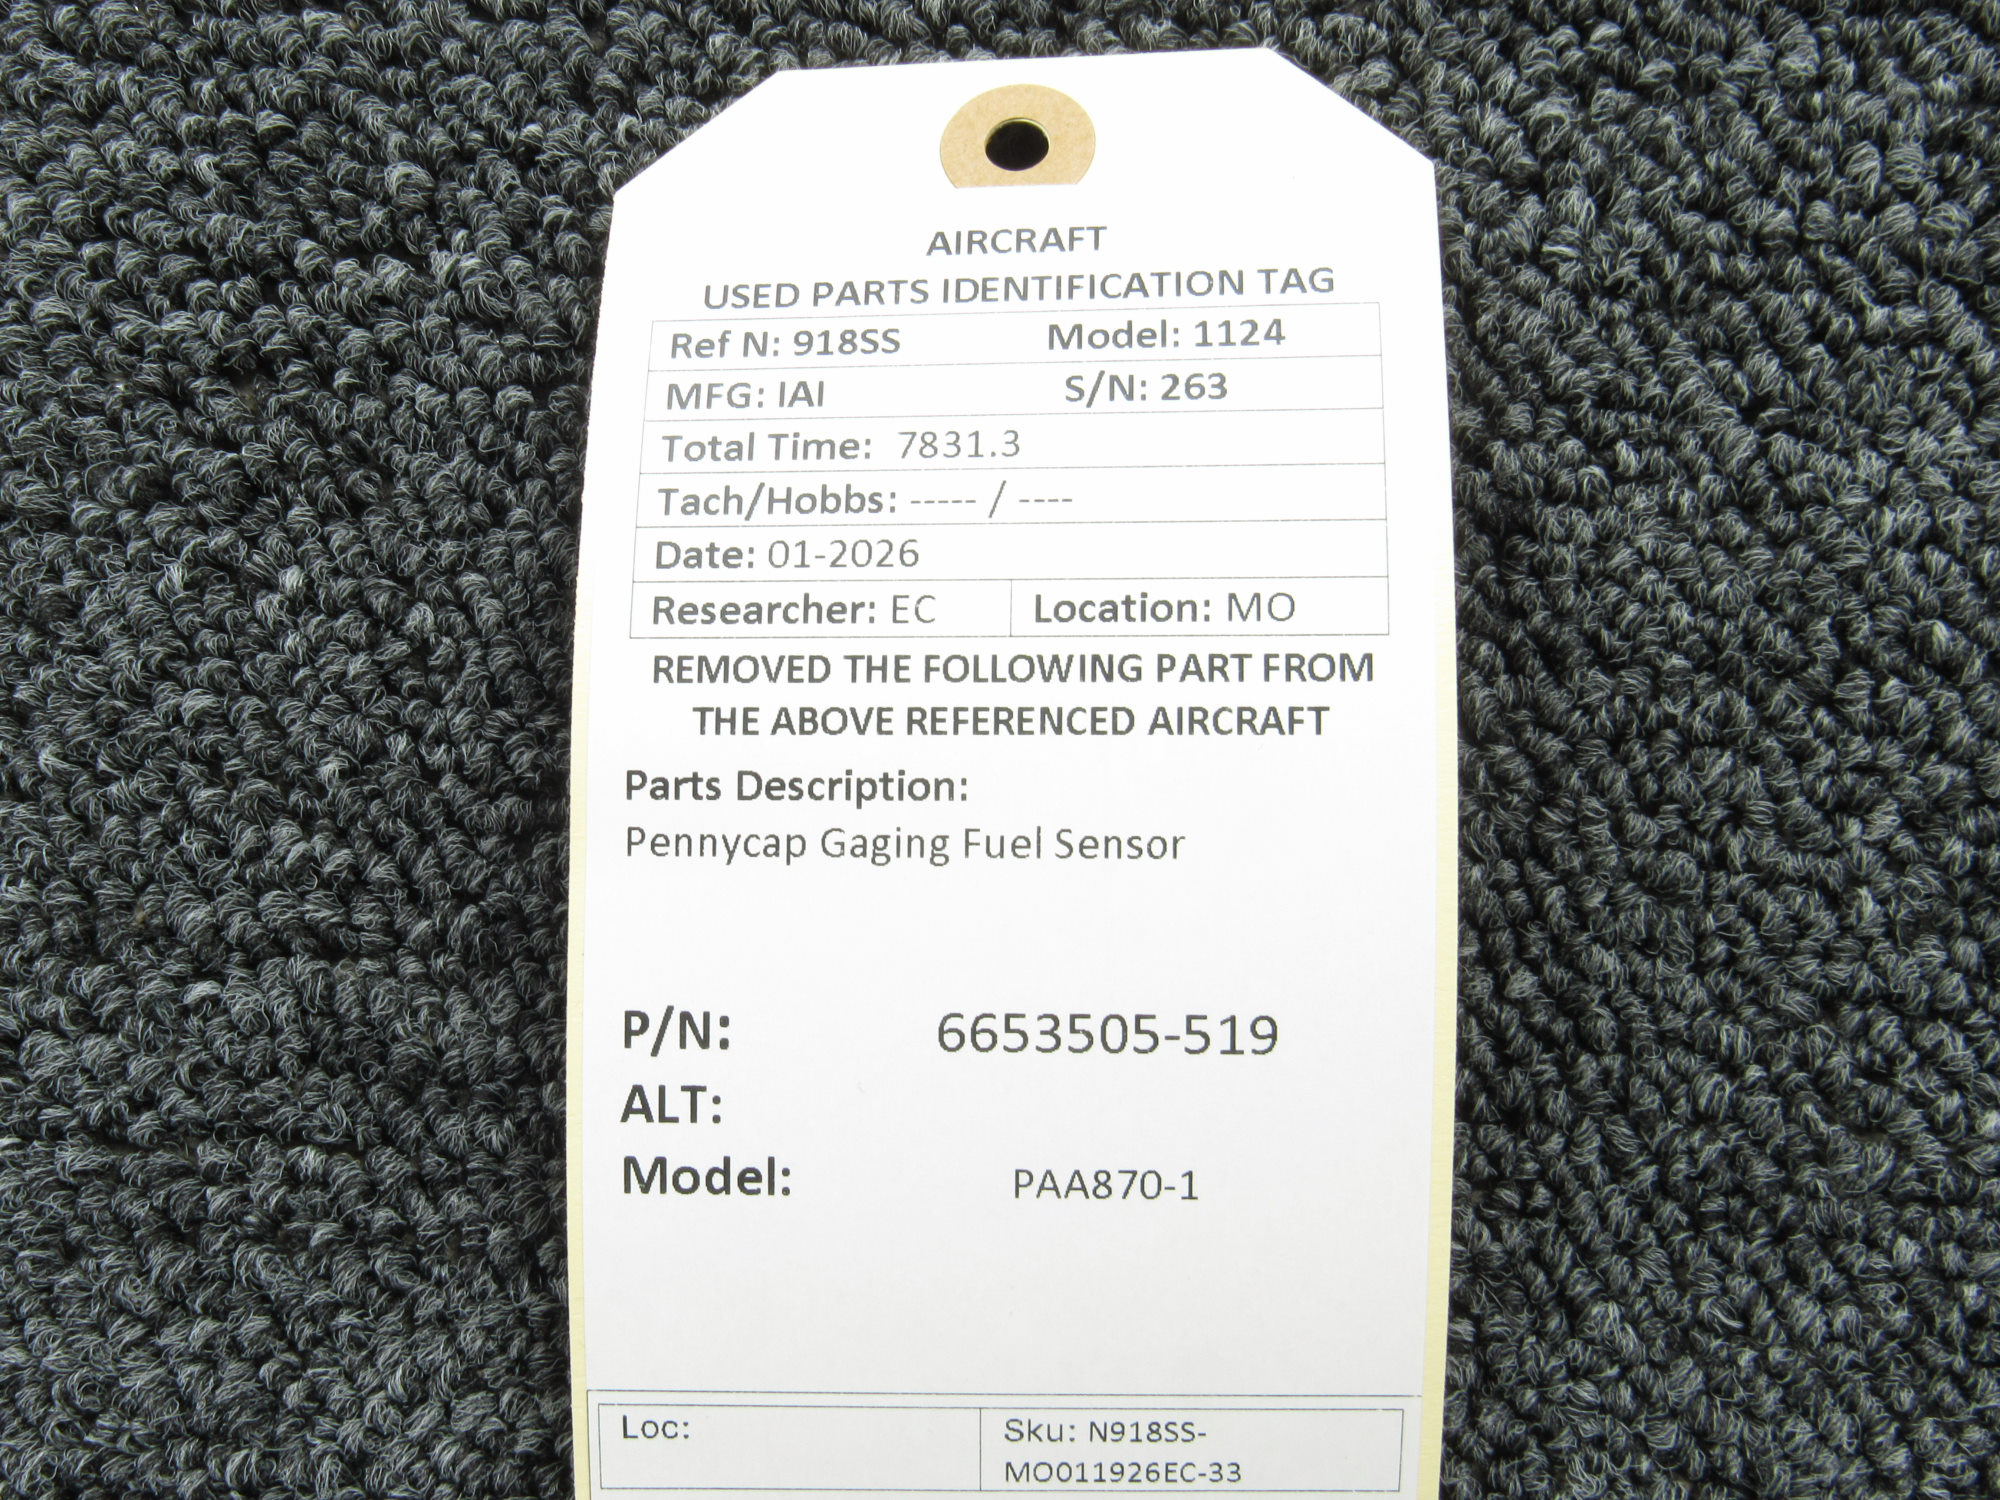 AIRCRAFT
USED PARTS IDENTIFICATION TAG
Ref N: 918SS Model: 1124
MFG: IAI S/N: 263
Total Time: 7831.3
Tach/Hobbs: ----- / ----
Date: 01-2026
Researcher: EC Location: MO
REMOVED THE FOLLOWING PART FROM
THE ABOVE REFERENCED AIRCRAFT
Parts Description:
Pennycap Gaging Fuel Sensor
P/N: 6653505-519
ALT:
Model: PAA870-1
Loc: Sku: N918SS-
MO011926EC-33